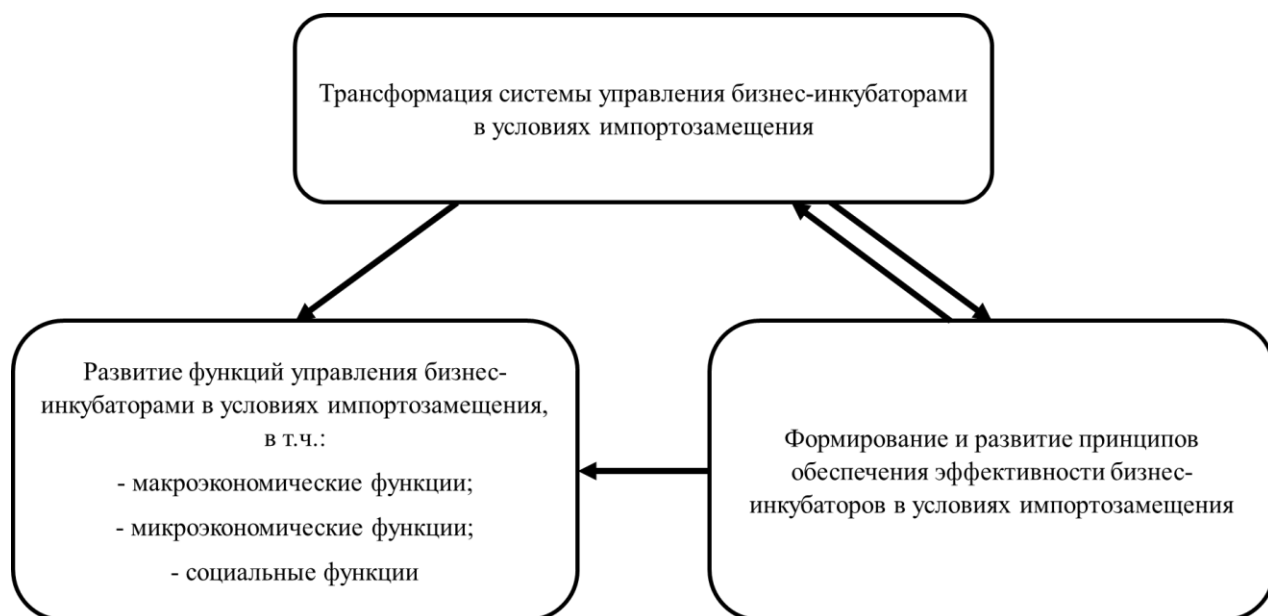 Трансформация системы управления бизнес-инкубаторами
в условиях импортозамещения
Развитие функций управления бизнес-
инкубаторами в условиях импортозамещения,
в т.ч.:
- макроэкономические функции;
- микроэкономические функции;
- социальные функции
Формирование и развитие принципов
обеспечения эффективности бизнес-
инкубаторов в условиях импортозамещения